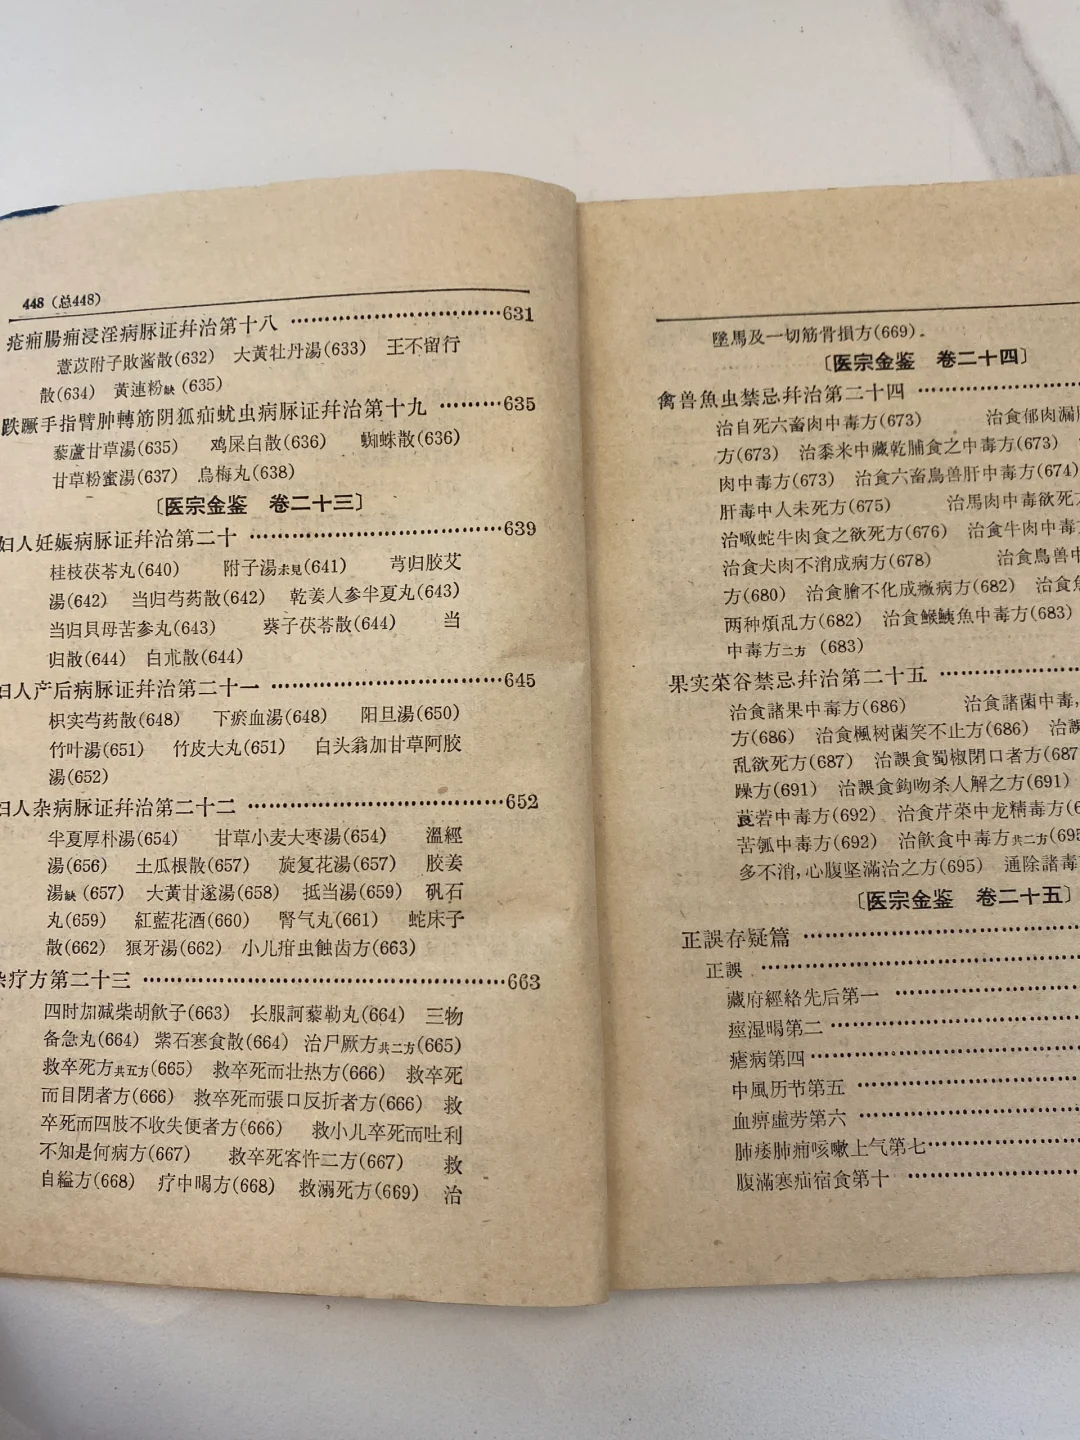 448（总448）
疮痈腸痈浸淫病脉证幷治第十八 ……………………631
薏苡附子敗酱散(632) 大黃牡丹湯(633) 王不留行
散(634) 黃連粉缺 (635)
趺蹶手指臂肿轉筋阴狐疝蚘虫病脉证幷治第十九 ………635
藜蘆甘草湯(635) 鸡屎白散(636) 蜘蛛散(636)
甘草粉蜜湯(637) 烏梅丸(638)
〔医宗金鉴 卷二十三〕
妇人妊娠病脉证幷治第二十 ……………………………639
桂枝茯苓丸(640) 附子湯未見(641) 芎归胶艾
湯(642) 当归芍药散(642) 乾姜人参半夏丸(643)
当归貝母苦参丸(643) 葵子茯苓散(644) 当
归散(644) 白朮散(644)
妇人产后病脉证幷治第二十一 …………………………645
枳实芍药散(648) 下瘀血湯(648) 阳旦湯(650)
竹叶湯(651) 竹皮大丸(651) 白头翁加甘草阿胶
湯(652)
妇人杂病脉证幷治第二十二 ……………………………652
半夏厚朴湯(654) 甘草小麦大枣湯(654) 溫經
湯(656) 土瓜根散(657) 旋复花湯(657) 胶姜
湯缺 (657) 大黃甘遂湯(658) 抵当湯(659) 矾石
丸(659) 紅藍花酒(660) 腎气丸(661) 蛇床子
散(662) 狼牙湯(662) 小儿疳虫蝕齿方(663)
杂疗方第二十三 …………………………………………663
四时加减柴胡飲子(663) 长服訶藜勒丸(664) 三物
备急丸(664) 紫石寒食散(664) 治尸厥方共二方(665)
救卒死方共五方(665) 救卒死而壮热方(666) 救卒死
而目閉者方(666) 救卒死而張口反折者方(666) 救
卒死而四肢不收失便者方(666) 救小儿卒死而吐利
不知是何病方(667) 救卒死客忤二方(667) 救
自縊方(668) 疗中暍方(668) 救溺死方(669) 治
墜馬及一切筋骨損方(669)。
〔医宗金鉴 卷二十四〕
禽兽魚虫禁忌幷治第二十四 ………………
治自死六畜肉中毒方(673) 治食郁肉漏
方(673) 治黍米中藏乾脯食之中毒方(673)
肉中毒方(673) 治食六畜鳥兽肝中毒方(674)
肝毒中人未死方(675) 治馬肉中毒欲死
治噉蛇牛肉食之欲死方(676) 治食牛肉中毒
治食犬肉不消成病方(678) 治食鳥兽中
方(680) 治食膾不化成癥病方(682) 治食
两种煩乱方(682) 治食鯸鮧魚中毒方(683)
中毒方二方 (683)
果实菜谷禁忌幷治第二十五 ………………
治食諸果中毒方(686) 治食諸菌中毒，
方(686) 治食楓树菌笑不止方(686) 治誤
乱欲死方(687) 治誤食蜀椒閉口者方(687
躁方(691) 治誤食鈎吻杀人解之方(691)
莨若中毒方(692) 治食芹菜中龙精毒方(6
苦瓠中毒方(692) 治飲食中毒方共二方(695
多不消，心腹坚滿治之方(695) 通除諸毒
〔医宗金鉴 卷二十五〕
正誤存疑篇 …………………………
正誤 ………………………………
藏府經絡先后第一 …………………
痙湿暍第二 …………………………
瘧病第四 ……………………………
中風历节第五 ………………………
血痹虛劳第六 ………………………
肺痿肺痈咳嗽上气第七 ……………
腹滿寒疝宿食第十 …………………